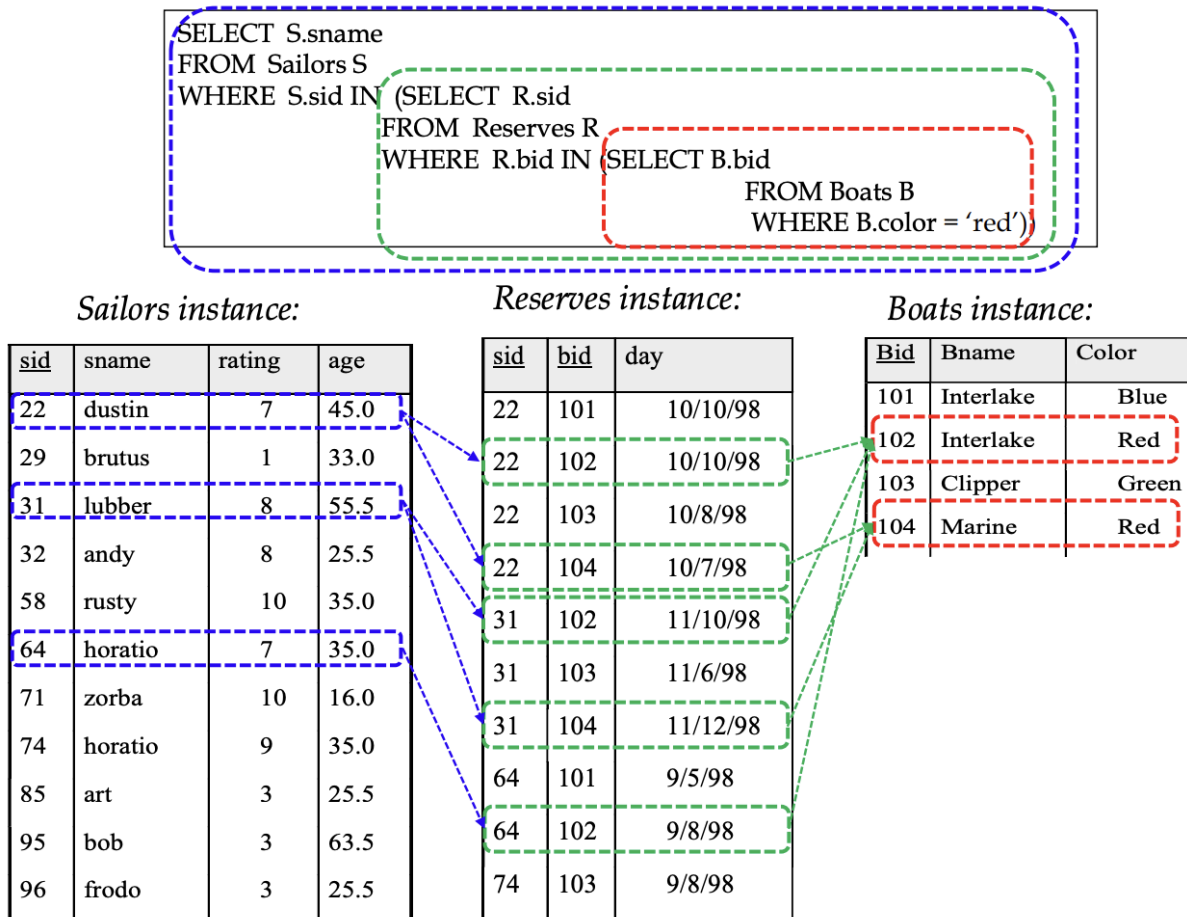 SELECT S.sname
FROM Sailors S
WHERE S.sid IN (SELECT R.sid
FROM Reserves R
WHERE R.bid IN (SELECT B.bid
FROM Boats B
WHERE B.color = ‘red’))
Sailors instance:
sid sname rating age
22 dustin 7 45.0
29 brutus 1 33.0
31 lubber 8 55.5
32 andy 8 25.5
58 rusty 10 35.0
64 horatio 7 35.0
71 zorba 10 16.0
74 horatio 9 35.0
85 art 3 25.5
95 bob 3 63.5
96 frodo 3 25.5
Reserves instance:
sid bid day
22 101 10/10/98
22 102 10/10/98
22 103 10/8/98
22 104 10/7/98
31 102 11/10/98
31 103 11/6/98
31 104 11/12/98
64 101 9/5/98
64 102 9/8/98
74 103 9/8/98
Boats instance:
Bid Bname Color
101 Interlake Blue
102 Interlake Red
103 Clipper Green
104 Marine Red